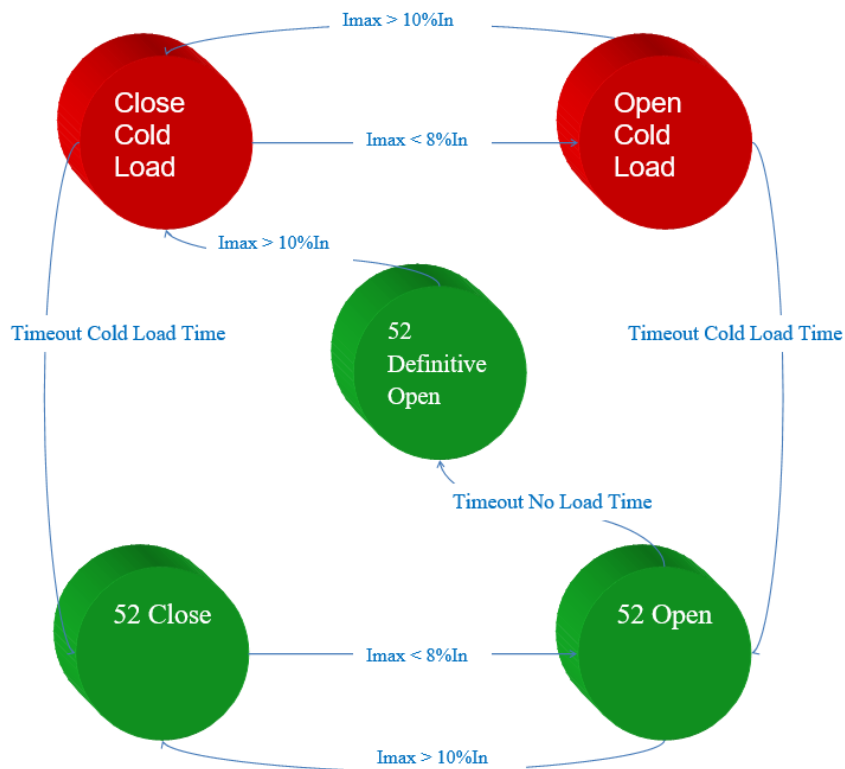 Imax > 10%In
Close
Cold
Load
Imax < 8%In
Open
Cold
Load
Imax > 10%In
Timeout Cold Load Time
52
Definitive
Open
Timeout Cold Load Time
Timeout No Load Time
52 Close
52 Open
Imax < 8%In
Imax > 10%In